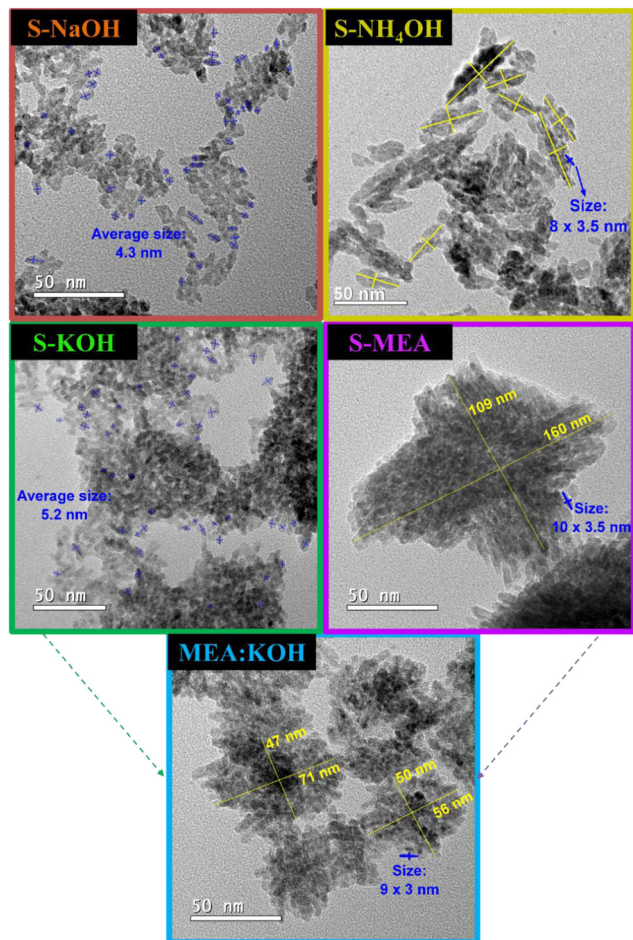 S-NaOH
Average size:
4.3 nm
50 nm
S-NH₄OH
Size:
8 x 3.5 nm
50 nm
S-KOH
Average size:
5.2 nm
50 nm
S-MEA
109 nm
160 nm
Size:
10 x 3.5 nm
50 nm
MEA:KOH
47 nm
71 nm
50 nm
56 nm
Size:
9 x 3 nm
50 nm